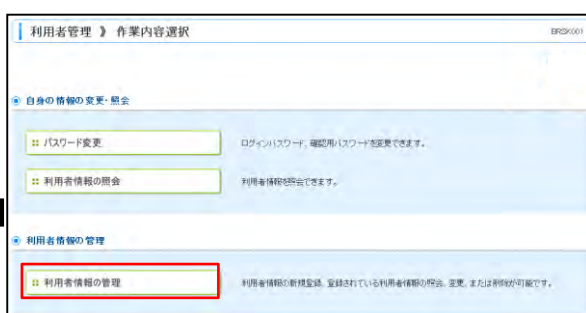 利用者管理 》 作業内容選択
BRSK001
自身の情報の変更・照会
パスワード変更
ログインパスワード、確認用パスワードを変更できます。
利用者情報の照会
利用者情報を照会できます。
利用者情報の管理
利用者情報の管理
利用者情報の新規登録、登録されている利用者情報の照会、変更、または削除が可能です。